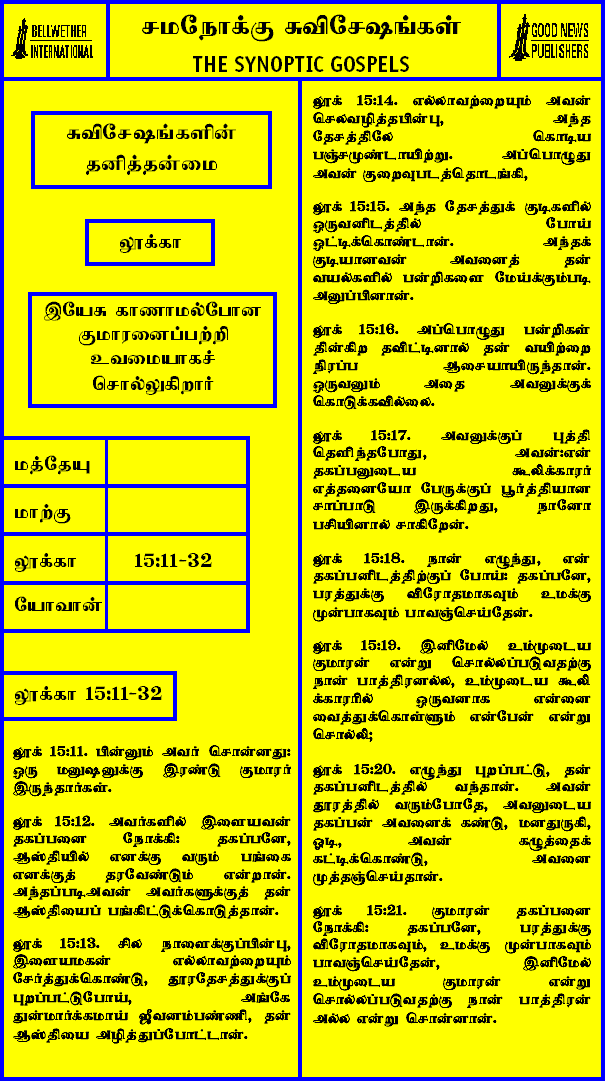 BELLWETHER
INTERNATIONAL
சமநோக்கு சுவிசேஷங்கள்
THE SYNOPTIC GOSPELS
GOOD NEWS
PUBLISHERS
சுவிசேஷங்களின்
தனித்தன்மை
லூக்கா
இயேசு காணாமல்போன
குமாரனைப்பற்றி
உவமையாகச்
சொல்லுகிறார்
மத்தேயு
மாற்கு
லூக்கா 15:11-32
யோவான்
லூக்கா 15:11-32
லூக் 15:11. பின்னும் அவர் சொன்னது:
ஒரு மனுஷனுக்கு இரண்டு குமாரர்
இருந்தார்கள்.
லூக் 15:12. அவர்களில் இளையவன்
தகப்பனை நோக்கி: தகப்பனே,
ஆஸ்தியில் எனக்கு வரும் பங்கை
எனக்குத் தரவேண்டும் என்றான்.
அந்தப்படிஅவன் அவர்களுக்குத் தன்
ஆஸ்தியைப் பங்கிட்டுக்கொடுத்தான்.
லூக் 15:13. சில நாளைக்குப்பின்பு,
இளையமகன் எல்லாவற்றையும்
சேர்த்துக்கொண்டு, தூரதேசத்துக்குப்
புறப்பட்டுபோய், அங்கே
துன்மார்க்கமாய் ஜீவனம்பண்ணி, தன்
ஆஸ்தியை அழித்துப்போட்டான்.
லூக் 15:14. எல்லாவற்றையும் அவன்
செலவழித்தபின்பு, அந்த
தேசத்திலே கொடிய
பஞ்சமுண்டாயிற்று. அப்பொழுது
அவன் குறைவுபடத்தொடங்கி,
லூக் 15:15. அந்த தேசத்துக் குடிகளில்
ஒருவனிடத்தில் போய்
ஒட்டிக்கொண்டான். அந்தக்
குடியானவன் அவனைத் தன்
வயல்களில் பன்றிகளை மேய்க்கும்படி
அனுப்பினான்.
லூக் 15:16. அப்பொழுது பன்றிகள்
தின்கிற தவிட்டினால் தன் வயிற்றை
நிரப்ப ஆசையாயிருந்தான்.
ஒருவனும் அதை அவனுக்குக்
கொடுக்கவில்லை.
லூக் 15:17. அவனுக்குப் புத்தி
தெளிந்தபோது, அவன்:என்
தகப்பனுடைய கூலிக்காரர்
எத்தனையோ பேருக்குப் பூர்த்தியான
சாப்பாடு இருக்கிறது, நானோ
பசியினால் சாகிறேன்.
லூக் 15:18. நான் எழுந்து, என்
தகப்பனிடத்திற்குப் போய்: தகப்பனே,
பரத்துக்கு விரோதமாகவும் உமக்கு
முன்பாகவும் பாவஞ்செய்தேன்.
லூக் 15:19. இனிமேல் உம்முடைய
குமாரன் என்று சொல்லப்படுவதற்கு
நான் பாத்திரனல்ல, உம்முடைய கூலி
க்காரரில் ஒருவனாக என்னை
வைத்துக்கொள்ளும் என்பேன் என்று
சொல்லி;
லூக் 15:20. எழுந்து புறப்பட்டு, தன்
தகப்பனிடத்தில் வந்தான். அவன்
தூரத்தில் வரும்போதே, அவனுடைய
தகப்பன் அவனைக் கண்டு, மனதுருகி,
ஓடி, அவன் கழுத்தைக்
கட்டிக்கொண்டு, அவனை
முத்தஞ்செய்தான்.
லூக் 15:21. குமாரன் தகப்பனை
நோக்கி: தகப்பனே, பரத்துக்கு
விரோதமாகவும், உமக்கு முன்பாகவும்
பாவஞ்செய்தேன், இனிமேல்
உம்முடைய குமாரன் என்று
சொல்லப்படுவதற்கு நான் பாத்திரன்
அல்ல என்று சொன்னான்.